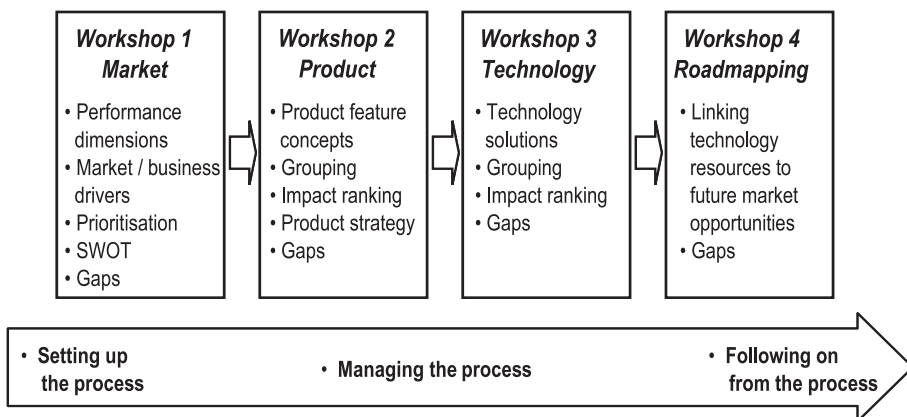 Workshop 1
Market
• Performance
dimensions
• Market / business
drivers
• Prioritisation
• SWOT
• Gaps
Workshop 2
Product
• Product feature
concepts
• Grouping
• Impact ranking
• Product strategy
• Gaps
Workshop 3
Technology
• Technology
solutions
• Grouping
• Impact ranking
• Gaps
Workshop 4
Roadmapping
• Linking
technology
resources to
future market
opportunities
• Gaps
• Setting up
the process
• Managing the process
• Following on
from the process